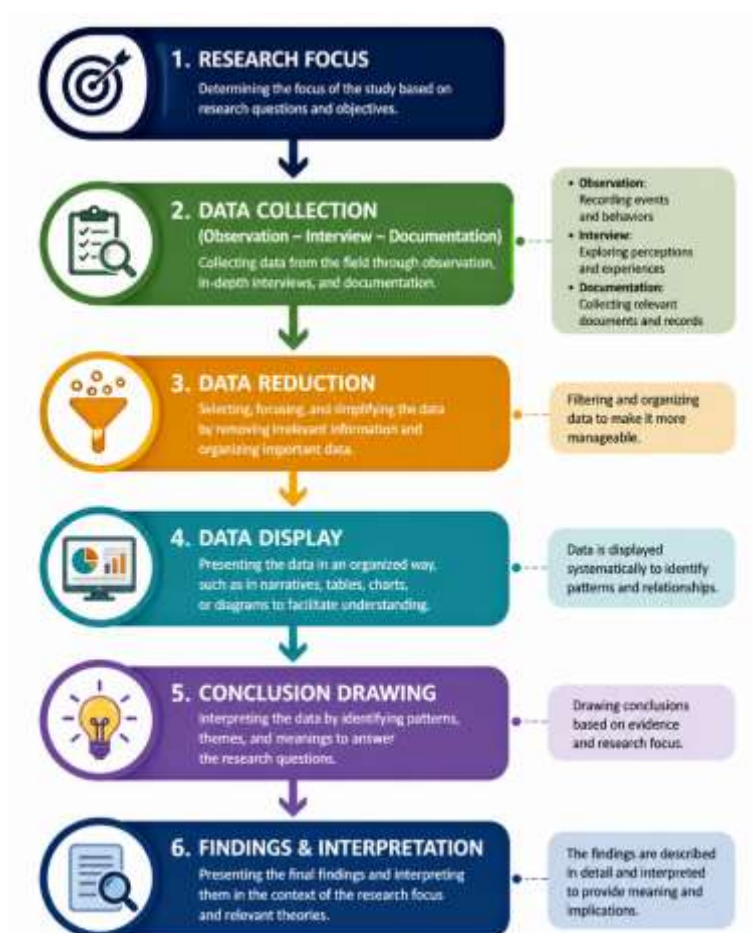 1. RESEARCH FOCUS
Determining the focus of the study based on
research questions and objectives.
2. DATA COLLECTION
(Observation – Interview – Documentation)
Collecting data from the field through observation,
in-depth interviews, and documentation.
• Observation:
Recording events
and behaviors
• Interview:
Exploring perceptions
and experiences
• Documentation:
Collecting relevant
documents and records
3. DATA REDUCTION
Selecting, focusing, and simplifying the data
by removing irrelevant information and
organizing important data.
Filtering and organizing
data to make it more
manageable.
4. DATA DISPLAY
Presenting the data in an organized way,
such as in narratives, tables, charts,
or diagrams to facilitate understanding.
Data is displayed
systematically to identify
patterns and relationships.
5. CONCLUSION DRAWING
Interpreting the data by identifying patterns,
themes, and meanings to answer
the research questions.
Drawing conclusions
based on evidence
and research focus.
6. FINDINGS & INTERPRETATION
Presenting the final findings and interpreting
them in the context of the research focus
and relevant theories.
The findings are described
in detail and interpreted
to provide meaning and
implications.